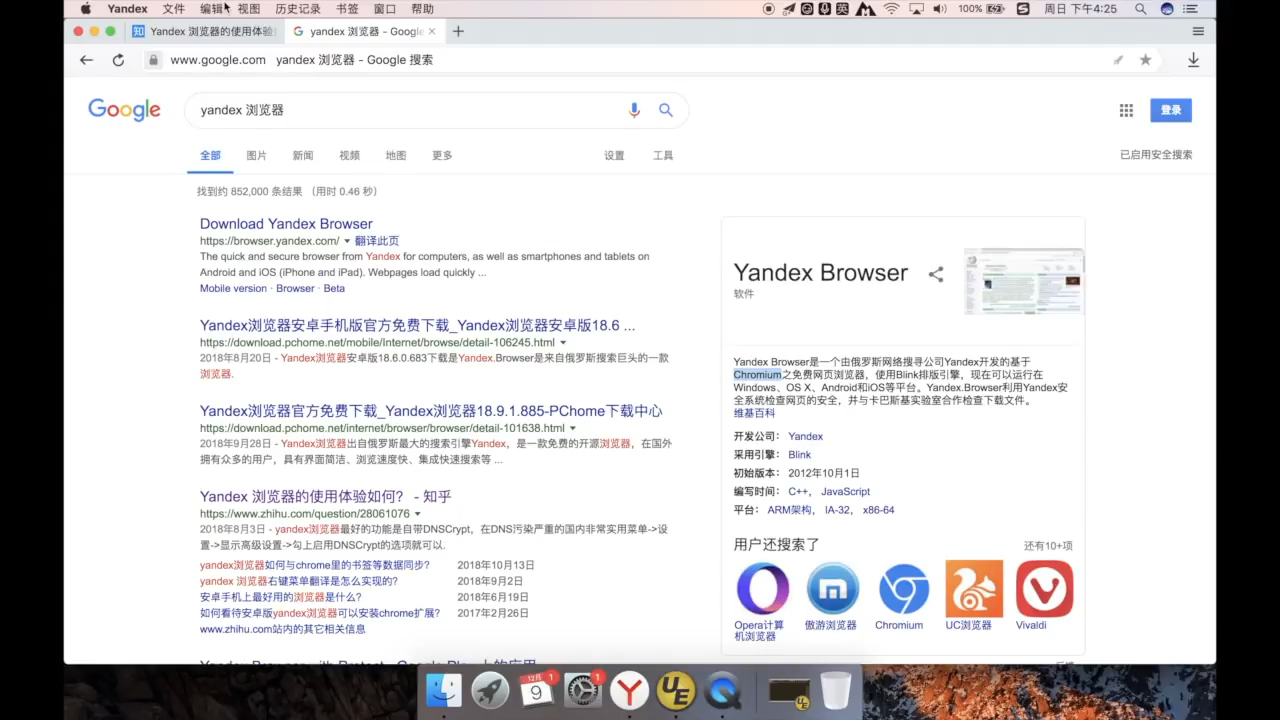 Yandex 文件 编辑 视图 历史记录 书签 窗口 帮助
英 100% 周日 下午4:25
知 Yandex 浏览器的使用体验
yandex 浏览器 - Google
www.google.com yandex 浏览器 - Google 搜索
Google
yandex 浏览器
登录
全部 图片 新闻 视频 地图 更多 设置 工具
已启用安全搜索
找到约 852,000 条结果 (用时 0.46 秒)
Download Yandex Browser
https://browser.yandex.com/ 翻译此页
The quick and secure browser from Yandex for computers, as well as smartphones and tablets on
Android and iOS (iPhone and iPad). Webpages load quickly ...
Mobile version · Browser · Beta
Yandex浏览器安卓手机版官方免费下载_Yandex浏览器安卓版18.6 ...
https://download.pchome.net/mobile/Internet/browse/detail-106245.html
2018年8月20日 - Yandex浏览器安卓版18.6.0.683下载是Yandex.Browser是来自俄罗斯搜索巨头的一款
浏览器.
Yandex浏览器官方免费下载_Yandex浏览器18.9.1.885-PChome下载中心
https://download.pchome.net/internet/browser/browser/detail-101638.html
2018年9月28日 - Yandex浏览器出自俄罗斯最大的搜索引擎Yandex，是一款免费的开源浏览器，在国外
拥有众多的用户，具有界面简洁、浏览速度快、集成快速搜索等 ...
Yandex 浏览器的使用体验如何？ - 知乎
https://www.zhihu.com/question/28061076
2018年8月3日 - yandex浏览器最好的功能是自带DNSCrypt，在DNS污染严重的国内非常实用菜单->设
置->显示高级设置->勾上启用DNSCrypt的选项就可以.
yandex浏览器如何与chrome里的书签等数据同步? 2018年10月13日
yandex 浏览器右键菜单翻译是怎么实现的? 2018年9月2日
安卓手机上最好用的浏览器是什么? 2018年6月19日
如何看待安卓版yandex浏览器可以安装chrome扩展? 2017年2月26日
www.zhihu.com站内的其它相关信息
Yandex Browser
软件
Yandex Browser是一个由俄罗斯网络搜寻公司Yandex开发的基于
Chromium之免费网页浏览器，使用Blink排版引擎，现在可以运行在
Windows、OS X、Android和iOS等平台。Yandex.Browser利用Yandex安
全系统检查网页的安全，并与卡巴斯基实验室合作检查下载文件。
维基百科
开发公司： Yandex
采用引擎： Blink
初始版本： 2012年10月1日
编写时间： C++， JavaScript
平台： ARM架构， IA-32， x86-64
用户还搜索了 还有10+项
Opera计算
机浏览器
傲游浏览器
Chromium
UC浏览器
Vivaldi
12月
9
1
1
UE
UE